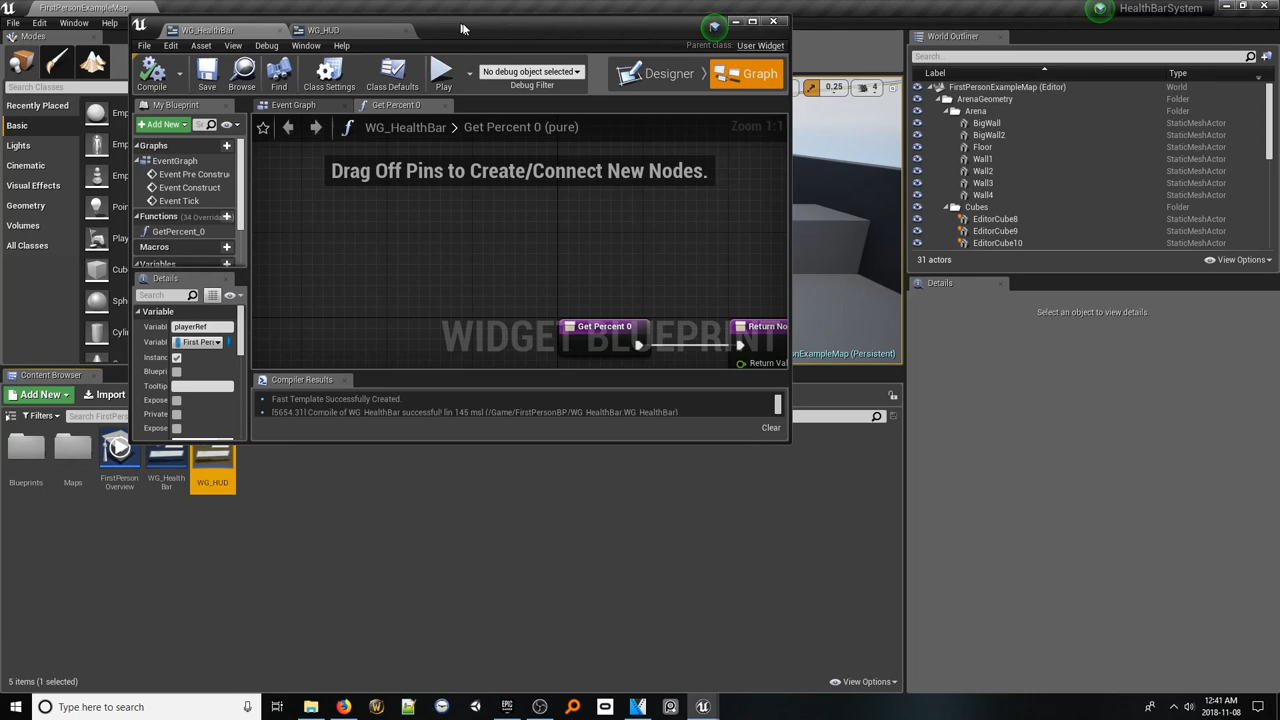 FirstPersonExampleMap
HealthBarSystem
File Edit Window
Modes
Search Classes
Recently Placed
Basic
Lights
Cinematic
Visual Effects
Geometry
Volumes
All Classes
WG_HealthBar
WG_HUD
File Edit Asset View Debug Window Help
Parent class: User Widget
Compile
Save
Browse
Find
Class Settings
Class Defaults
Play
No debug object selected
Debug Filter
Designer
Graph
My Blueprint
+ Add New
Graphs
EventGraph
Event Pre Constru
Event Construct
Event Tick
Functions (34 Overrida
GetPercent_0
Macros
Variables
Details
Search
Variable
Variabl playerRef
Variabl First Pers
Instanc
Bluepri
Tooltip
Expose
Private
Expose
Event Graph
Get Percent 0
WG_HealthBar > Get Percent 0 (pure)
Zoom 1:1
Drag Off Pins to Create/Connect New Nodes.
WIDGET BLUEPRINT
Get Percent 0
Return No
Return Val
Compiler Results
Fast Template Successfully Created.
[5654.31] Compile of WG_HealthBar successful! [in 145 ms] (/Game/FirstPersonBP/WG_HealthBar.WG_HealthBar)
Clear
0.25
4
onExampleMap (Persistent)
World Outliner
Search...
Label
Type
FirstPersonExampleMap (Editor) World
ArenaGeometry Folder
Arena Folder
BigWall StaticMeshActor
BigWall2 StaticMeshActor
Floor StaticMeshActor
Wall1 StaticMeshActor
Wall2 StaticMeshActor
Wall3 StaticMeshActor
Wall4 StaticMeshActor
Cubes Folder
EditorCube8 StaticMeshActor
EditorCube9 StaticMeshActor
EditorCube10 StaticMeshActor
31 actors
View Options
Details
Select an object to view details.
Content Browser
Add New
Import
Filters
Search FirstPerson
Blueprints
Maps
FirstPerson
Overview
WG_Health
Bar
WG_HUD
5 items (1 selected)
View Options
Type here to search
ENG
12:41 AM
2018-11-08